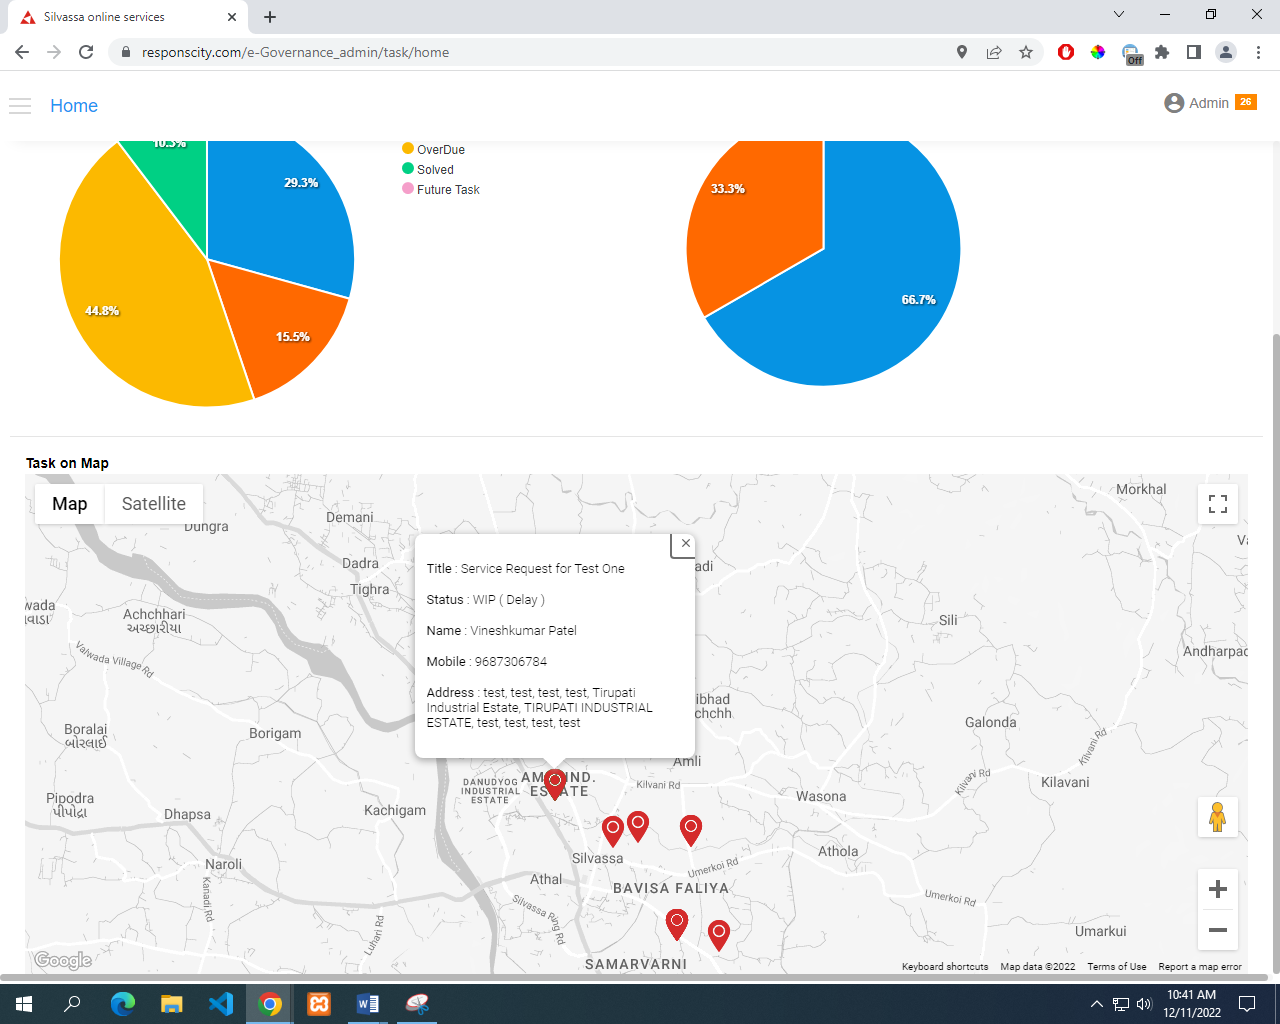 Silvassa online services
responscity.com/e-Governance_admin/task/home
Off
Home
Admin 26
10.3%
29.3%
44.8%
15.5%
OverDue
Solved
Future Task
33.3%
66.7%
Task on Map
Map Satellite
Morkhal
Demani
Dungra
Dadra
Tighra
Achchhari
અચ્છારીયા
Valwada Village Rd
Sili
Title : Service Request for Test One
Status : WIP ( Delay )
Name : Vineshkumar Patel
Mobile : 9687306784
Address : test, test, test, test, Tirupati
Industrial Estate, TIRUPATI INDUSTRIAL
ESTATE, test, test, test, test
Boralai
બોરલાઈ
Borigam
Galonda
Kilvani Rd
Amli
DANUDYOG
INDUSTRIAL
ESTATE
Kilvani Rd
Kilvani Rd
Kilavani
Pipodra
પીપોદ્રા
Dhapsa
Kachigam
Wasona
Silvassa
Athola
Naroli
Athal
Umerkoi Rd
BAVISA FALIYA
Umerkoi Rd
Kanadi Rd
Luhari Rd
Silvassa Ring Rd
Umarkui
SAMARVARNI
Google
Keyboard shortcuts Map data ©2022 Terms of Use Report a map error
10:41 AM
12/11/2022